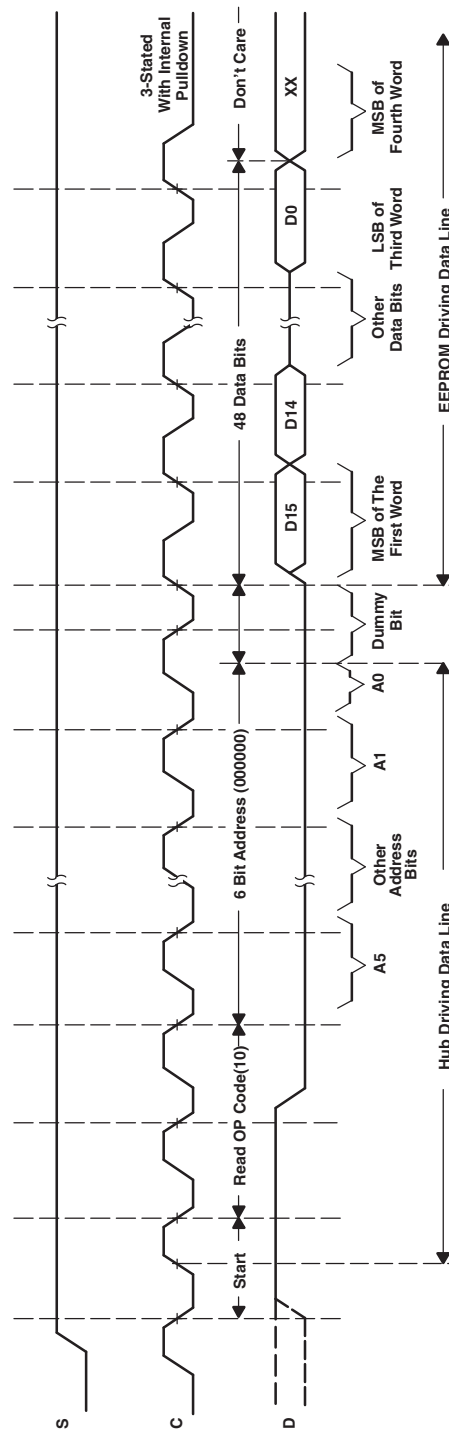 S
C
3-Stated
With Internal
Pulldown
Start
Read OP Code(10)
6 Bit Address (000000)
48 Data Bits
Don't Care
D
D15
D14
D0
XX
A5
Other
Address
Bits
A1
A0
Dummy
Bit
MSB of The
First Word
Other
Data Bits
LSB of
Third Word
MSB of
Fourth Word
Hub Driving Data Line
EEPROM Driving Data Line